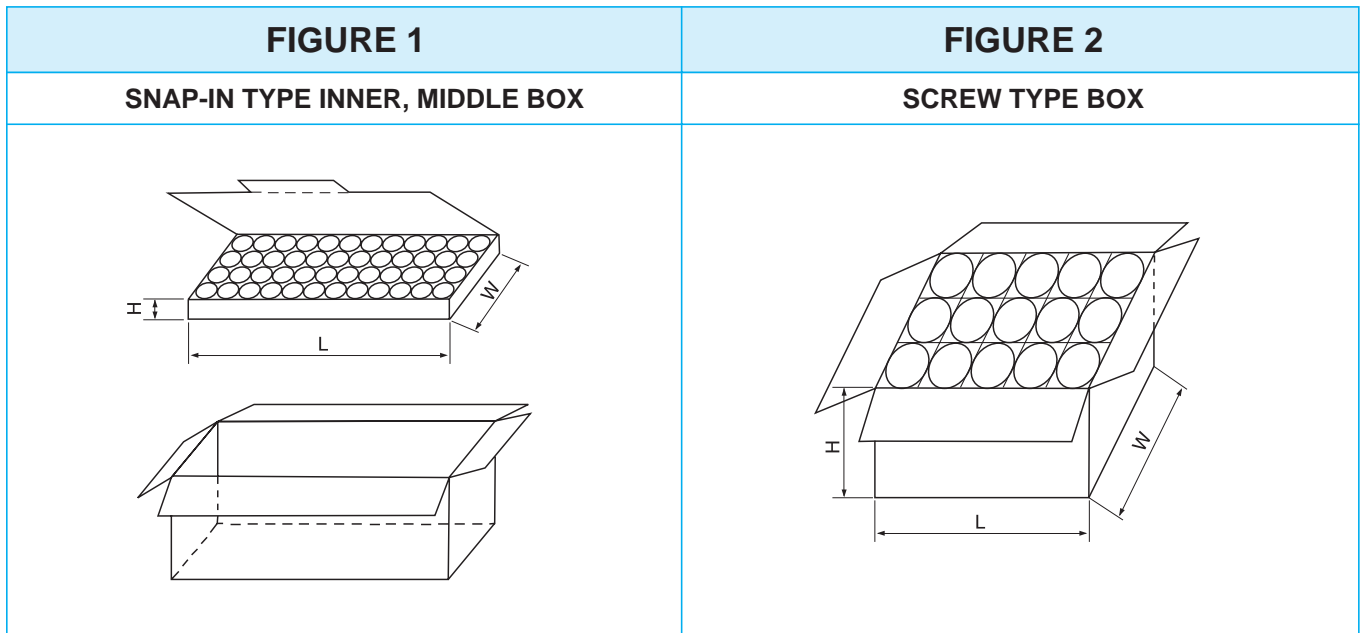 FIGURE 1
FIGURE 2
SNAP-IN TYPE INNER, MIDDLE BOX
SCREW TYPE BOX
H
L
W
H
L
W